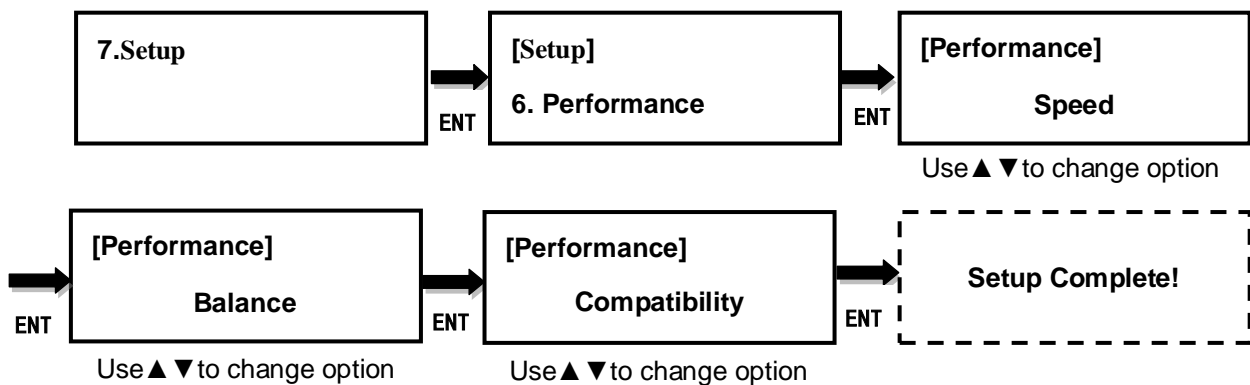 7.Setup
[Setup]
6. Performance
[Performance]
Speed
ENT
ENT
Use▲▼to change option
[Performance]
Balance
[Performance]
Compatibility
Setup Complete!
ENT
ENT
ENT
Use▲▼to change option
Use▲▼to change option